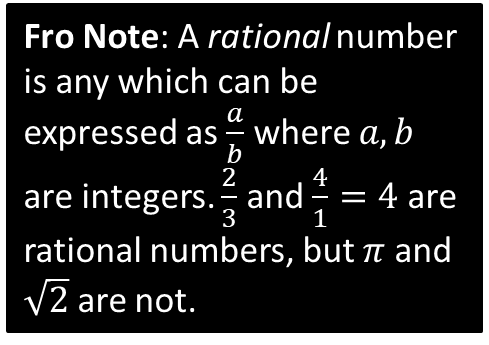 Fro Note: A rational number
is any which can be
expressed as a/b where a, b
are integers. 2/3 and 4/1 = 4 are
rational numbers, but π and
√2 are not.